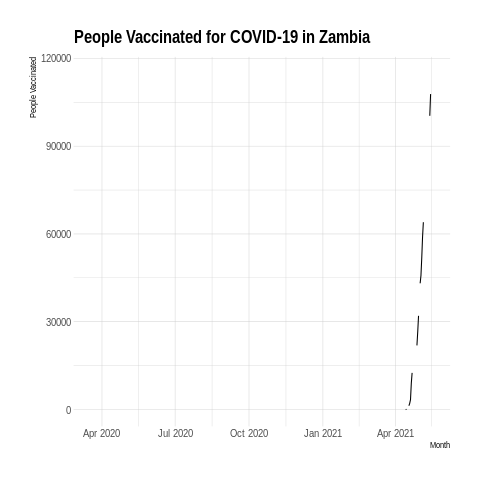 People Vaccinated for COVID-19 in Zambia
People Vaccinated
120000
90000
60000
30000
0
Apr 2020 Jul 2020 Oct 2020 Jan 2021 Apr 2021
Month